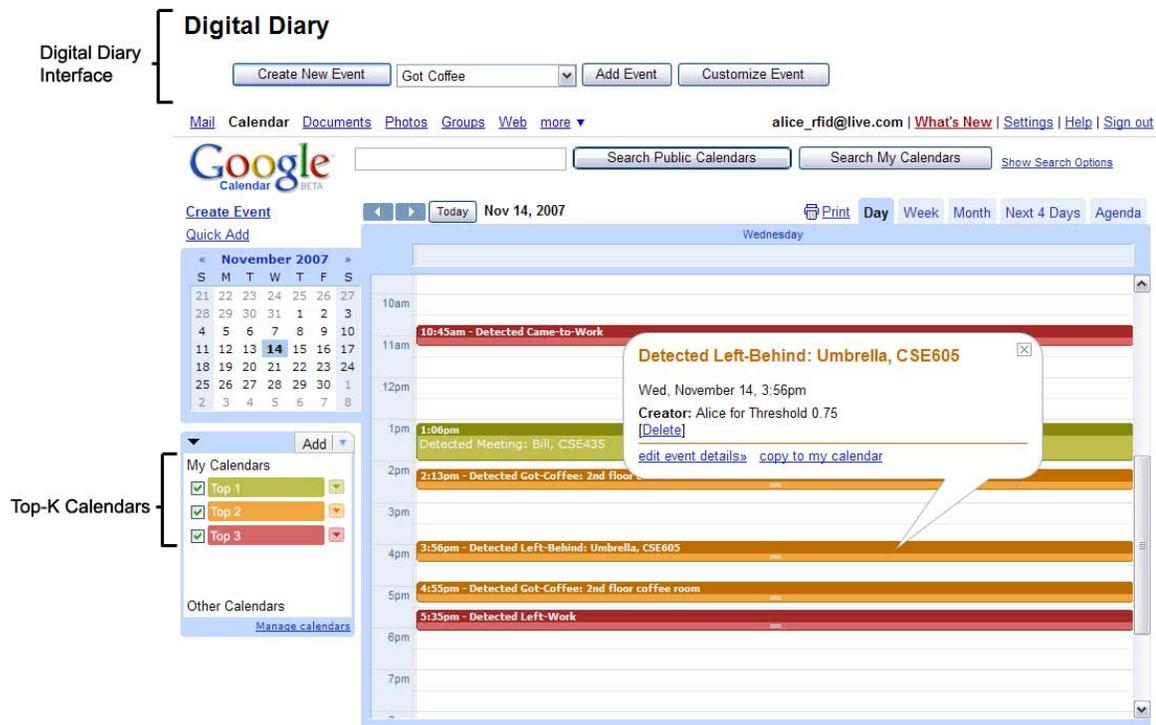 Digital Diary
Digital Diary Interface
Create New Event Got Coffee Add Event Customize Event
Mail Calendar Documents Photos Groups Web more ▼ alice_rfid@live.com | What's New | Settings | Help | Sign out
Google Calendar BETA Search Public Calendars Search My Calendars Show Search Options
Create Event Today Nov 14, 2007 Print Day Week Month Next 4 Days Agenda
Quick Add
Wednesday
« November 2007 »
S M T W T F S
21 22 23 24 25 26 27
28 29 30 31 1 2 3
4 5 6 7 8 9 10
11 12 13 14 15 16 17
18 19 20 21 22 23 24
25 26 27 28 29 30 1
2 3 4 5 6 7 8
Add
My Calendars
Top-K Calendars
Top 1
Top 2
Top 3
Other Calendars
Manage calendars
10am
10:45am - Detected Came-to-Work
11am
12pm
1pm
1:06pm
Detected Meeting: Bill, CSE435
2pm
2:13pm - Detected Got-Coffee: 2nd floor
3pm
3:56pm - Detected Left-Behind: Umbrella, CSE605
4pm
4:55pm - Detected Got-Coffee: 2nd floor coffee room
5pm
5:35pm - Detected Left-Work
6pm
7pm
Detected Left-Behind: Umbrella, CSE605
Wed, November 14, 3:56pm
Creator: Alice for Threshold 0.75
[Delete]
edit event details» copy to my calendar